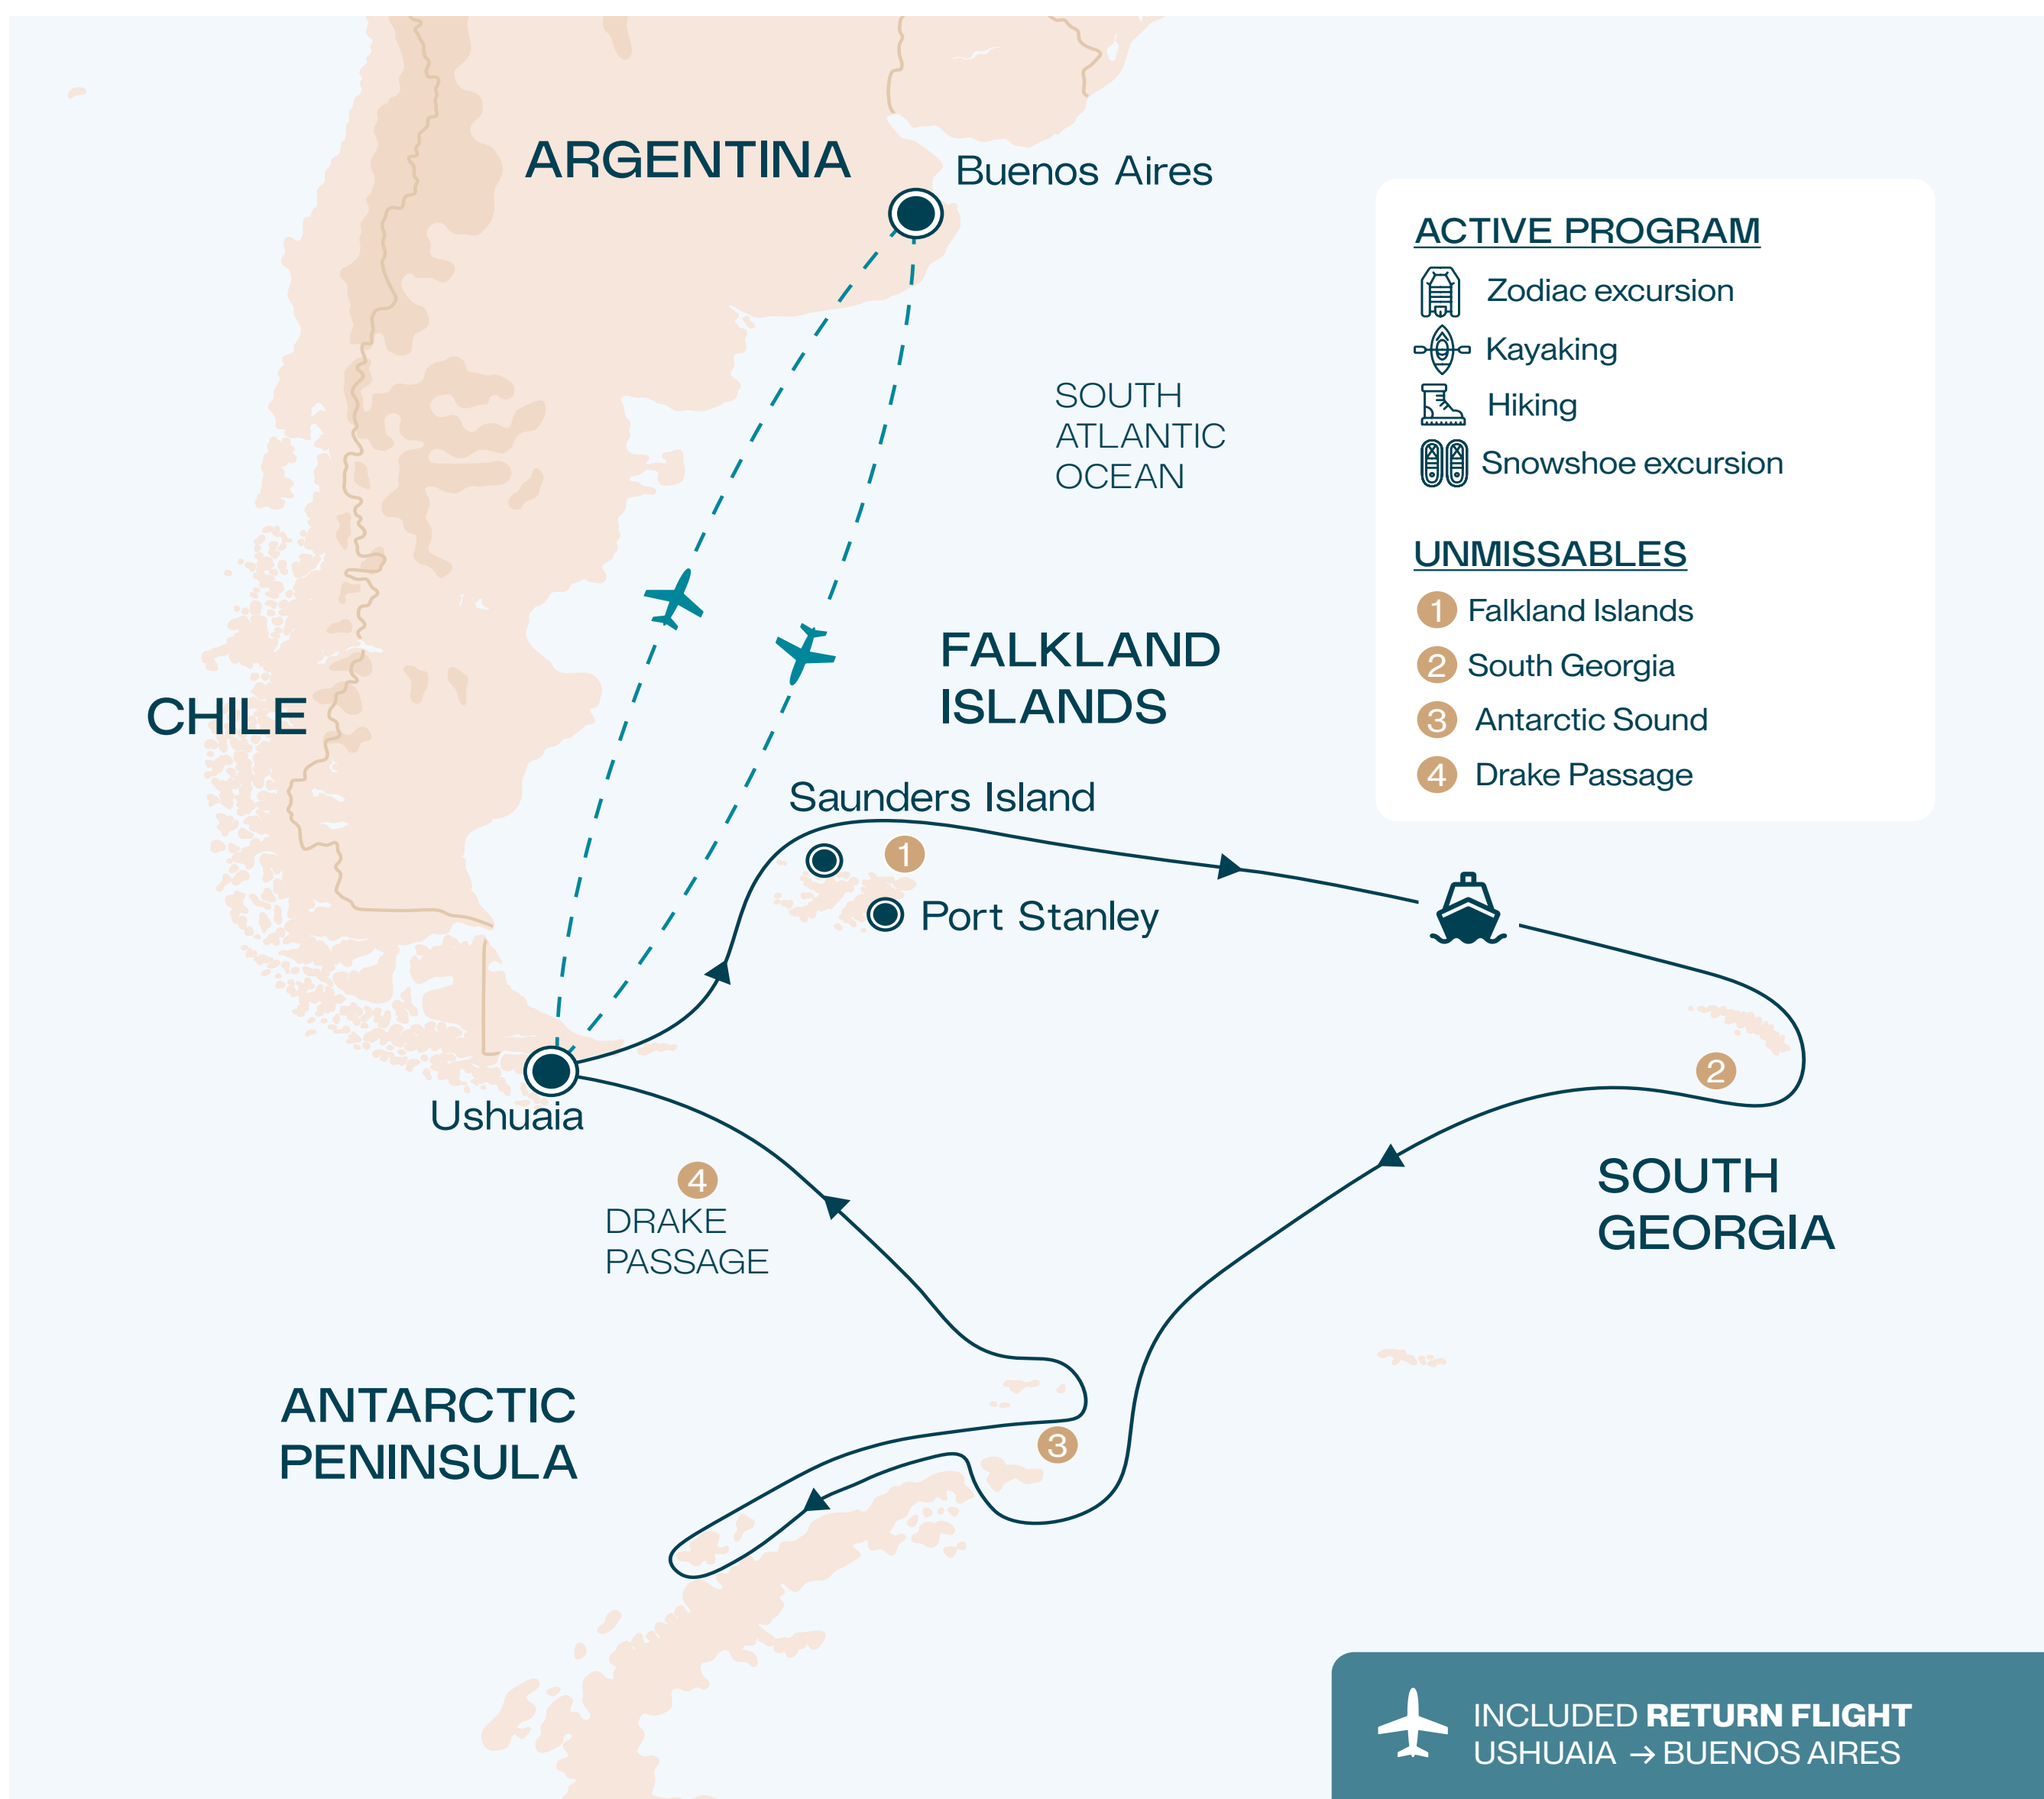 ARGENTINA
Buenos Aires
ACTIVE PROGRAM
Zodiac excursion
Kayaking
Hiking
Snowshoe excursion
UNMISSABLES
1 Falkland Islands
2 South Georgia
3 Antarctic Sound
4 Drake Passage
SOUTH
ATLANTIC
OCEAN
FALKLAND
ISLANDS
CHILE
Saunders Island
1
Port Stanley
2
Ushuaia
SOUTH
GEORGIA
4
DRAKE
PASSAGE
ANTARCTIC
PENINSULA
3
INCLUDED RETURN FLIGHT
USHUAIA → BUENOS AIRES